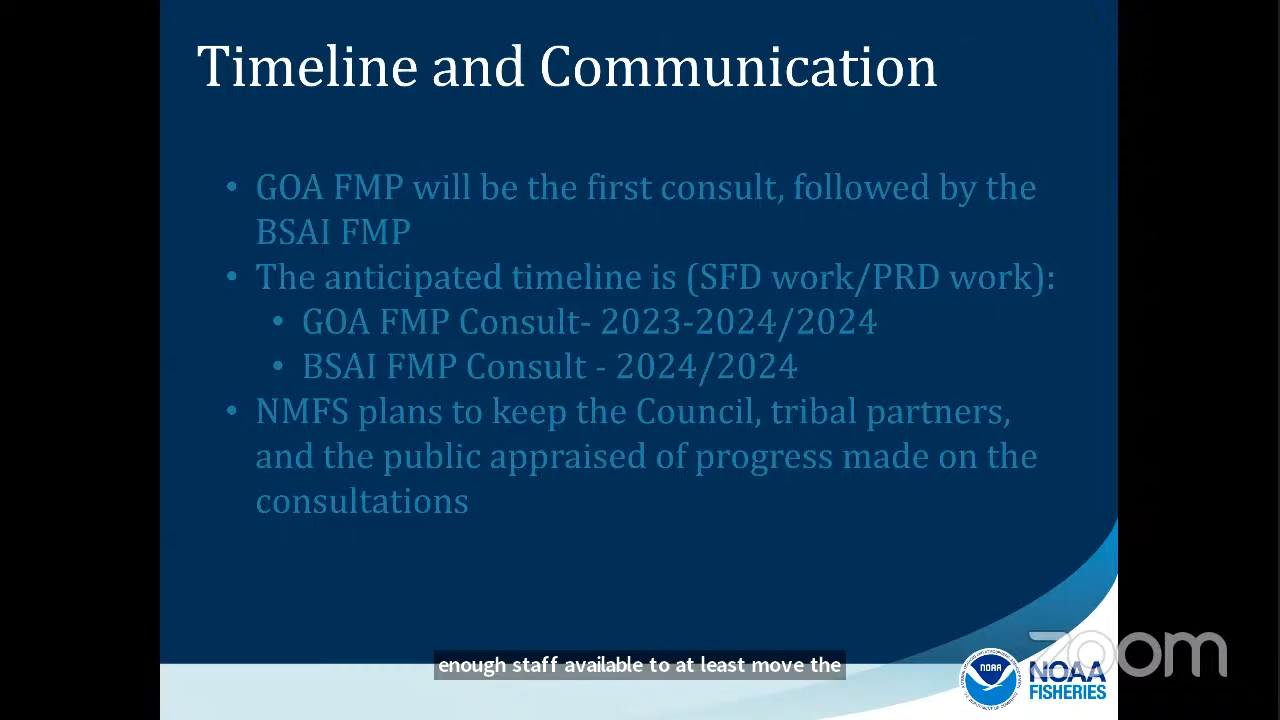 Timeline and Communication
• GOA FMP will be the first consult, followed by the
BSAI FMP
• The anticipated timeline is (SFD work/PRD work):
• GOA FMP Consult- 2023-2024/2024
• BSAI FMP Consult - 2024/2024
• NMFS plans to keep the Council, tribal partners,
and the public appraised of progress made on the
consultations
enough staff available to at least move the
zoom
NOAA
NOAA
FISHERIES